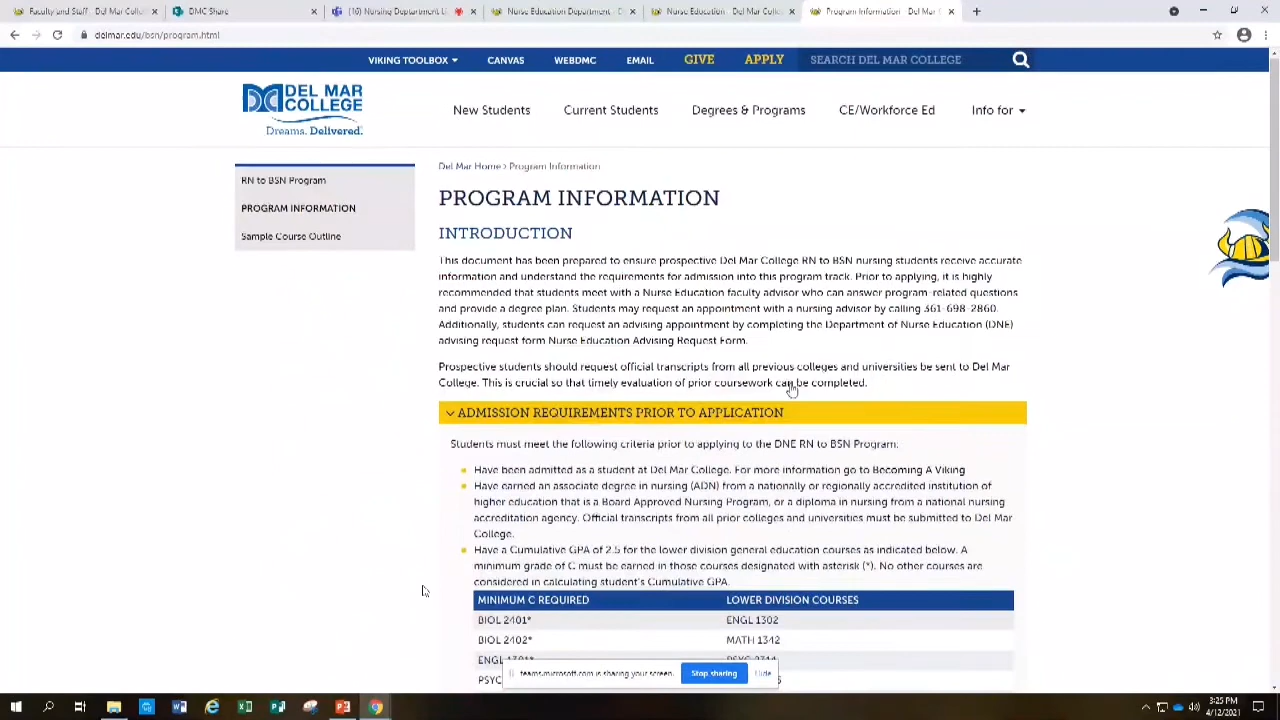 Faculty and Staff - Del Mar Colle
DMC Share
(10) Nursing Department L
Nurse Education Department - D
Nurse Education - Del Mar Colle
Program Information - Del Mar
delmar.edu/bsn/program.html
VIKING TOOLBOX CANVAS WEBDMC EMAIL GIVE APPLY SEARCH DEL MAR COLLEGE
DEL MAR
COLLEGE
Dreams. Delivered.
New Students Current Students Degrees & Programs CE/Workforce Ed Info for
RN to BSN Program
PROGRAM INFORMATION
Sample Course Outline
Del Mar Home > Program Information
PROGRAM INFORMATION
INTRODUCTION
This document has been prepared to ensure prospective Del Mar College RN to BSN nursing students receive accurate
information and understand the requirements for admission into this program track. Prior to applying, it is highly
recommended that students meet with a Nurse Education faculty advisor who can answer program-related questions
and provide a degree plan. Students may request an appointment with a nursing advisor by calling 361-698-2860.
Additionally, students can request an advising appointment by completing the Department of Nurse Education (DNE)
advising request form Nurse Education Advising Request Form.
Prospective students should request official transcripts from all previous colleges and universities be sent to Del Mar
College. This is crucial so that timely evaluation of prior coursework can be completed.
ADMISSION REQUIREMENTS PRIOR TO APPLICATION
Students must meet the following criteria prior to applying to the DNE RN to BSN Program:
Have been admitted as a student at Del Mar College. For more information go to Becoming A Viking
Have earned an associate degree in nursing (ADN) from a nationally or regionally accredited institution of
higher education that is a Board Approved Nursing Program, or a diploma in nursing from a national nursing
accreditation agency. Official transcripts from all prior colleges and universities must be submitted to Del Mar
College.
Have a Cumulative GPA of 2.5 for the lower division general education courses as indicated below. A
minimum grade of C must be earned in those courses designated with asterisk (*). No other courses are
considered in calculating student's Cumulative GPA.
MINIMUM C REQUIRED LOWER DIVISION COURSES
BIOL 2401* ENGL 1302
BIOL 2402* MATH 1342
ENGL
PSYC
teams.microsoft.com is sharing your screen. Stop sharing Hide
3:25 PM
4/12/2021